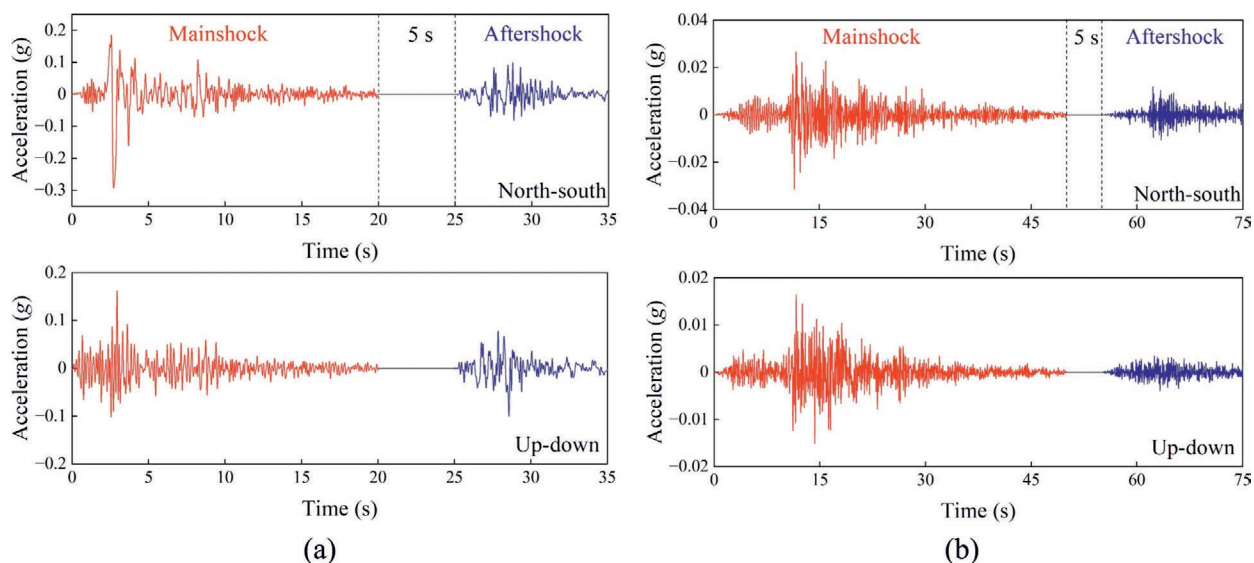 Mainshock 5 s Aftershock
0.2
0.1
0
−0.1
−0.2
−0.3
Acceleration (g)
North-south
0 5 10 15 20 25 30 35
Time (s)
0.2
0.1
0
−0.1
−0.2
Acceleration (g)
Up-down
0 5 10 15 20 25 30 35
Time (s)
(a)
Mainshock 5 s Aftershock
0.04
0.02
0
−0.02
−0.04
Acceleration (g)
North-south
0 15 30 45 60 75
Time (s)
0.02
0.01
0
−0.01
−0.02
Acceleration (g)
Up-down
0 15 30 45 60 75
Time (s)
(b)